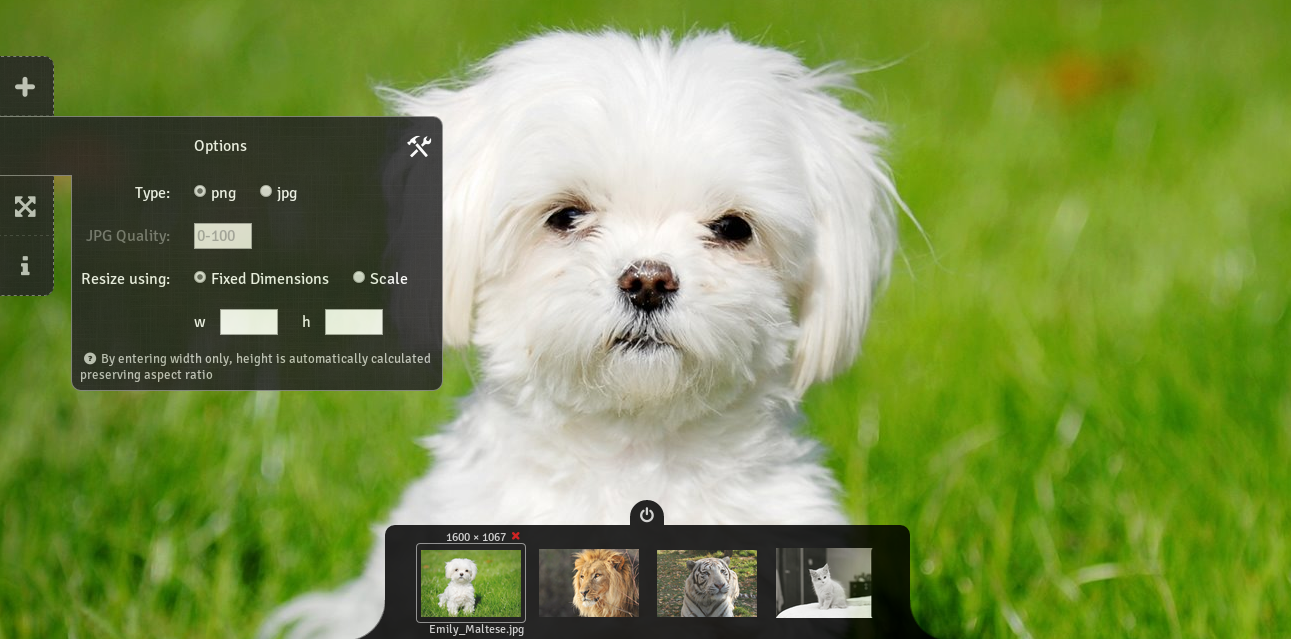 Options
Type: png jpg
JPG Quality: 0-100
Resize using: Fixed Dimensions Scale
w h
By entering width only, height is automatically calculated
preserving aspect ratio
1600 × 1067
Emily_Maltese.jpg